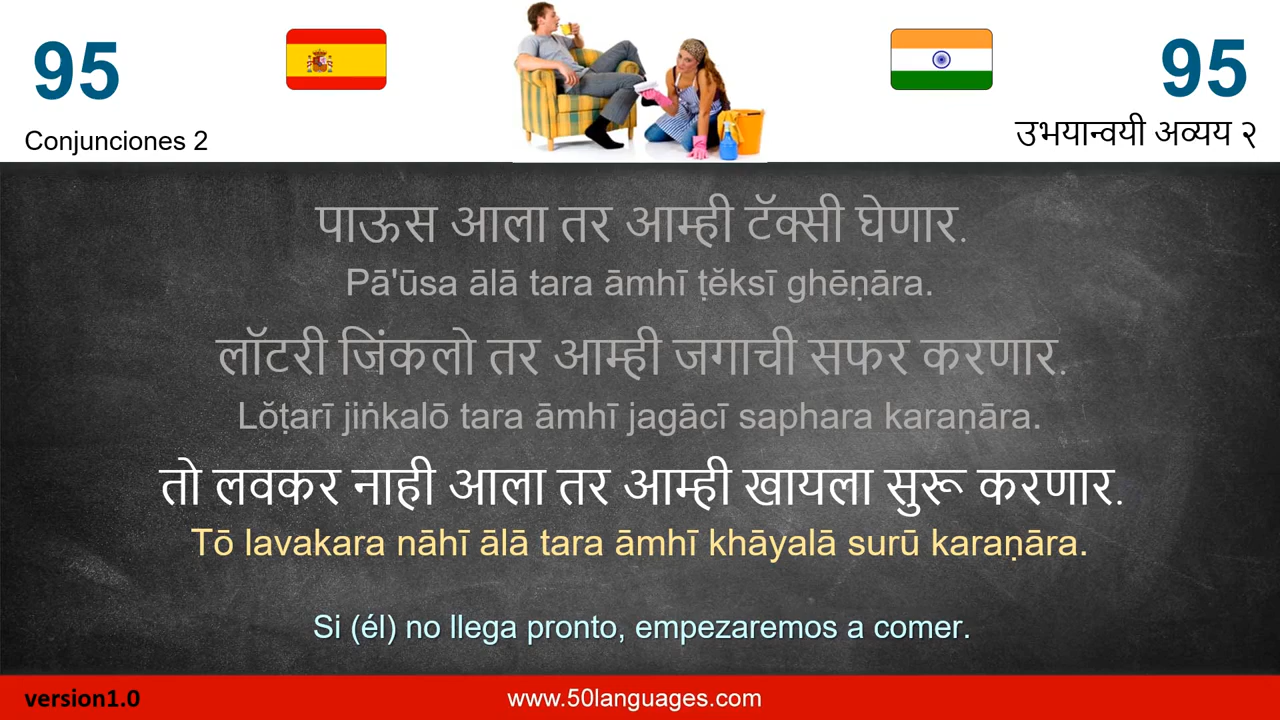 95
95
Conjunciones 2
उभयान्वयी अव्यय २
पाऊस आला तर आम्ही टॅक्सी घेणार.
Pā'ūsa ālā tara āmhī ṭĕksī ghēṇāra.
लॉटरी जिंकलो तर आम्ही जगाची सफर करणार.
Lŏṭarī jiṅkalō tara āmhī jagācī saphara karaṇāra.
तो लवकर नाही आला तर आम्ही खायला सुरू करणार.
Tō lavakara nāhī ālā tara āmhī khāyalā surū karaṇāra.
Si (él) no llega pronto, empezaremos a comer.
version1.0
www.50languages.com